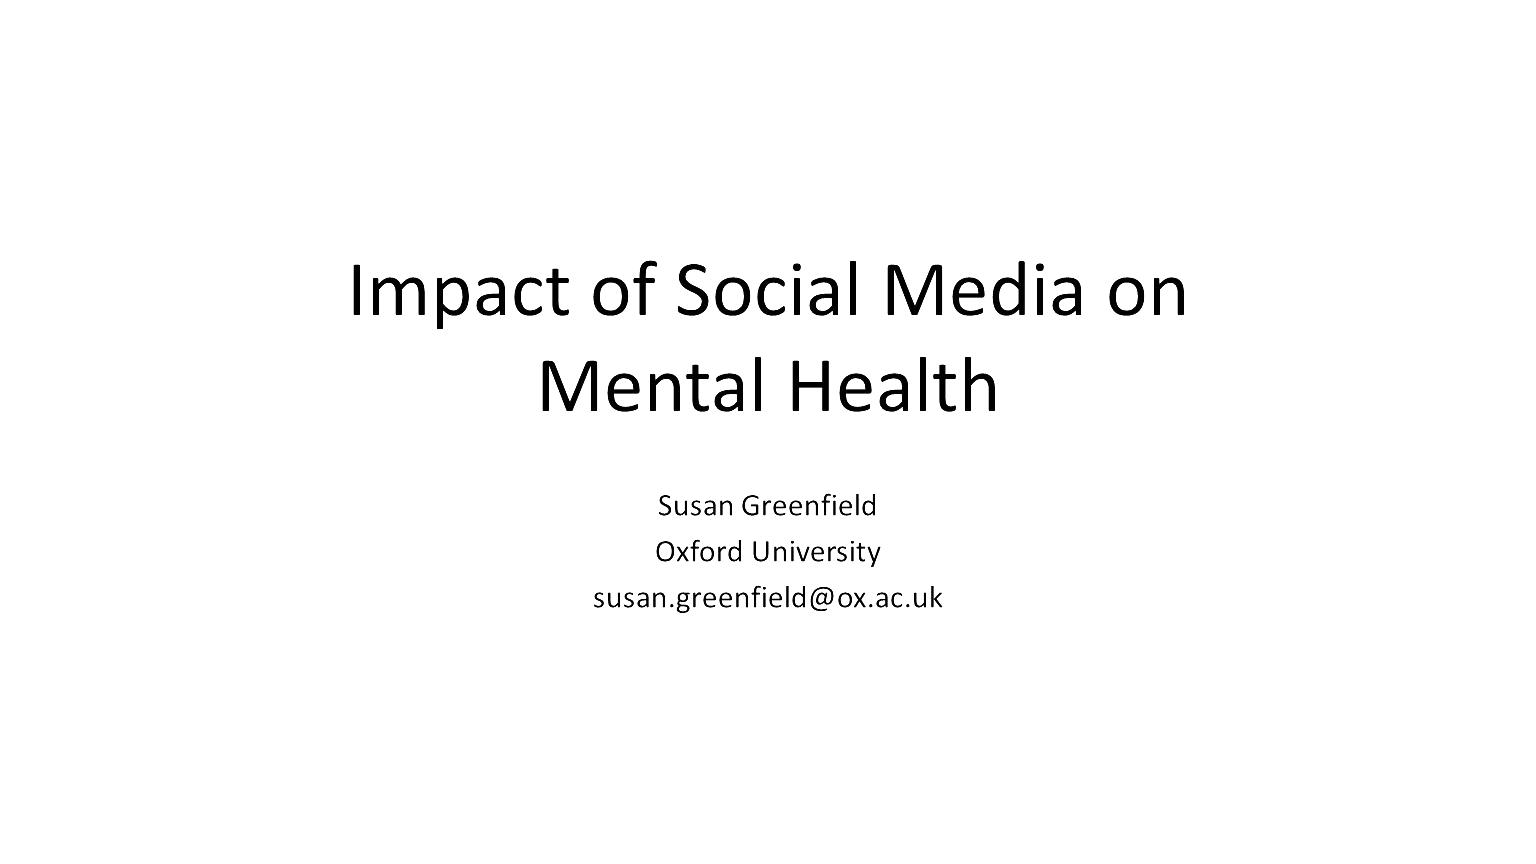 Impact of Social Media on
Mental Health
Susan Greenfield
Oxford University
susan.greenfield@ox.ac.uk